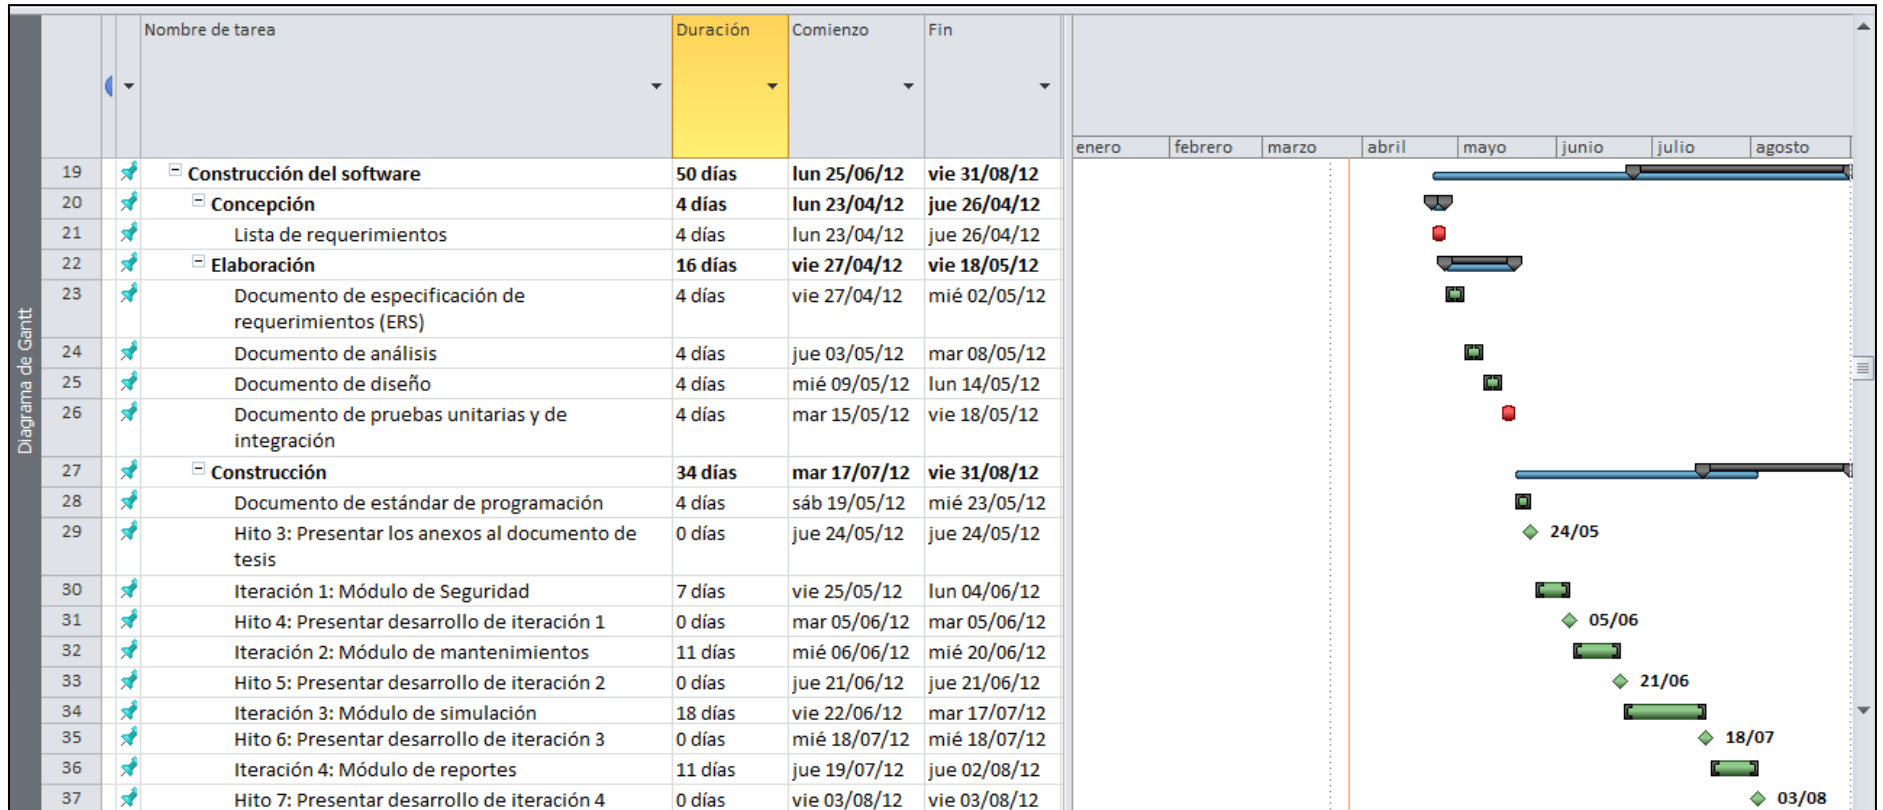 Nombre de tarea Duración Comienzo Fin
enero febrero marzo abril mayo junio julio agosto
Diagrama de Gantt
19 Construcción del software 50 días lun 25/06/12 vie 31/08/12
20 Concepción 4 días lun 23/04/12 jue 26/04/12
21 Lista de requerimientos 4 días lun 23/04/12 jue 26/04/12
22 Elaboración 16 días vie 27/04/12 vie 18/05/12
23 Documento de especificación de 4 días vie 27/04/12 mié 02/05/12
requerimientos (ERS)
24 Documento de análisis 4 días jue 03/05/12 mar 08/05/12
25 Documento de diseño 4 días mié 09/05/12 lun 14/05/12
26 Documento de pruebas unitarias y de 4 días mar 15/05/12 vie 18/05/12
integración
27 Construcción 34 días mar 17/07/12 vie 31/08/12
28 Documento de estándar de programación 4 días sáb 19/05/12 mié 23/05/12
29 Hito 3: Presentar los anexos al documento de 0 días jue 24/05/12 jue 24/05/12 24/05
tesis
30 Iteración 1: Módulo de Seguridad 7 días vie 25/05/12 lun 04/06/12
31 Hito 4: Presentar desarrollo de iteración 1 0 días mar 05/06/12 mar 05/06/12 05/06
32 Iteración 2: Módulo de mantenimientos 11 días mié 06/06/12 mié 20/06/12
33 Hito 5: Presentar desarrollo de iteración 2 0 días jue 21/06/12 jue 21/06/12 21/06
34 Iteración 3: Módulo de simulación 18 días vie 22/06/12 mar 17/07/12
35 Hito 6: Presentar desarrollo de iteración 3 0 días mié 18/07/12 mié 18/07/12 18/07
36 Iteración 4: Módulo de reportes 11 días jue 19/07/12 jue 02/08/12
37 Hito 7: Presentar desarrollo de iteración 4 0 días vie 03/08/12 vie 03/08/12 03/08